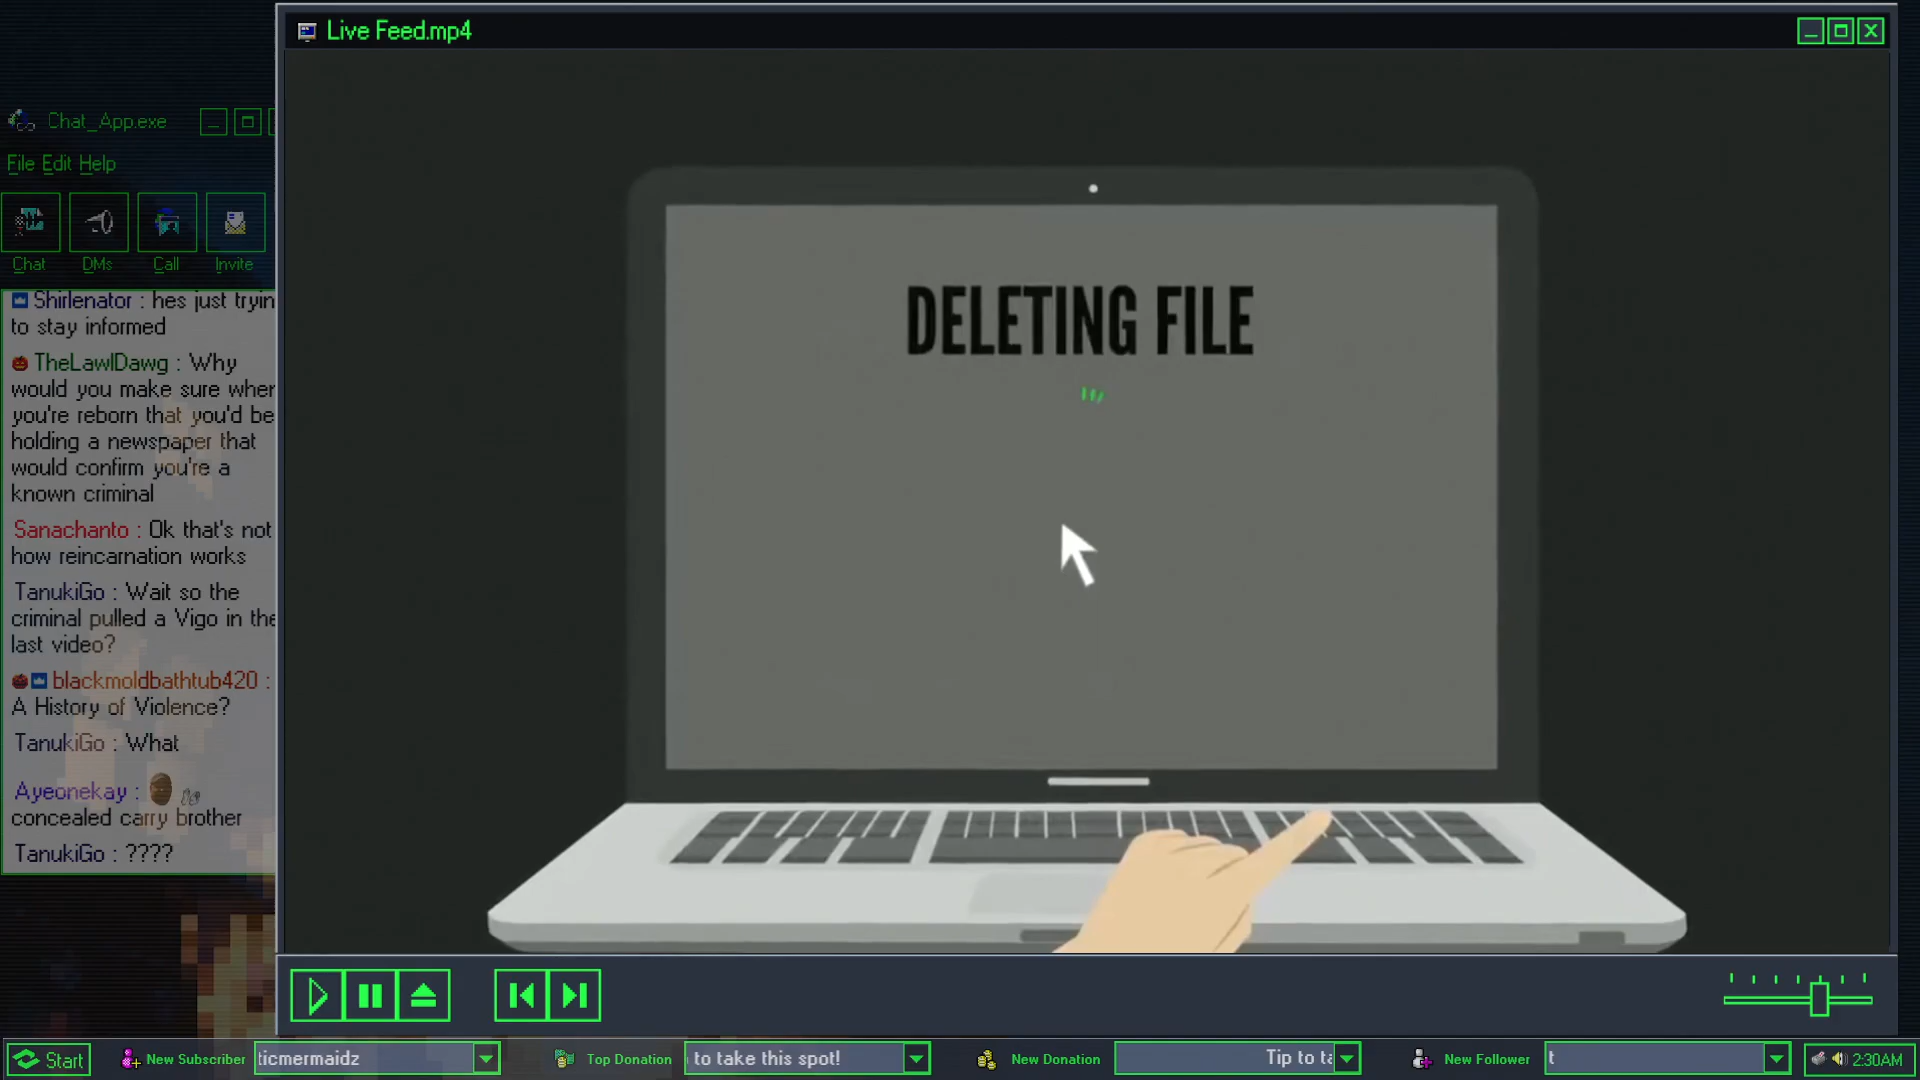 Live Feed.mp4
Chat_App.exe
File Edit Help
Chat DMs Call Invite
Shirlenator : hes just tryin
to stay informed
TheLawlDawg : Why
would you make sure when
you're reborn that you'd be
holding a newspaper that
would confirm you're a
known criminal
Sanachanto : Ok that's not
how reincarnation works
TanukiGo : Wait so the
criminal pulled a Vigo in the
last video?
blackmoldbathtub420 :
A History of Violence?
TanukiGo : What
Ayeonekay :
concealed carry brother
TanukiGo : ????
DELETING FILE
Start
New Subscriber
ticmermaidz
Top Donation
to take this spot!
New Donation
Tip to ta
New Follower
t
2:30AM